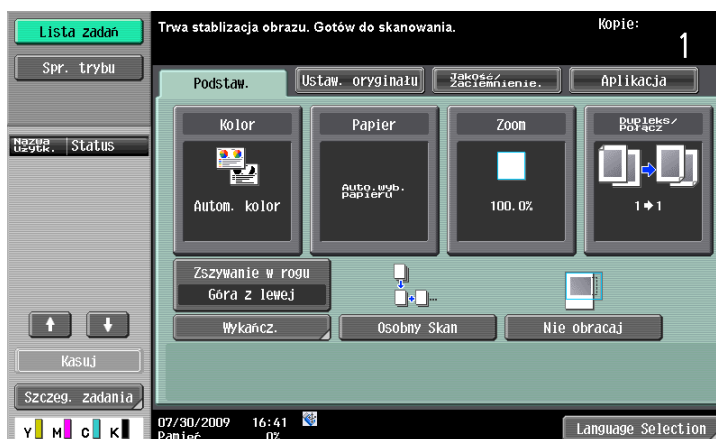 Lista zadań
Trwa stablizacja obrazu. Gotów do skanowania.
Kopie:
1
Spr. trybu
Podstaw.
Ustaw. oryginału
Jakość/
zaciemnienie.
Aplikacja
Nazwa
użytk.
Status
Kolor
Papier
Zoom
Dupleks/
Połącz
Autom. kolor
Auto.wyb.
papieru
100.0%
1→1
Zszywanie w rogu
Góra z lewej
Wykańcz.
Osobny Skan
Nie obracaj
Kasuj
Szczeg. zadania
Y M C K
07/30/2009 16:41
Pamięć 0%
Language Selection